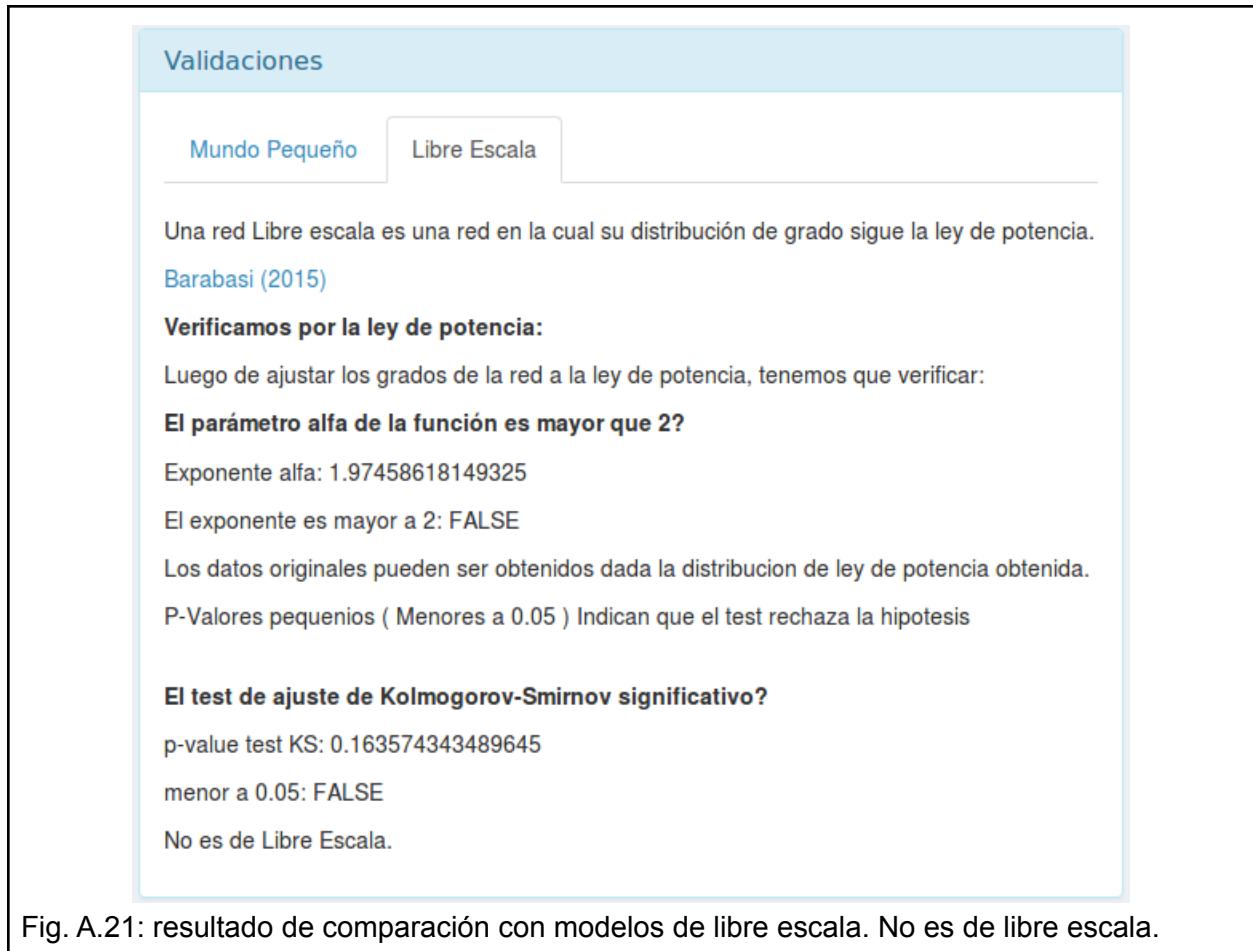 Validaciones
Mundo Pequeño
Libre Escala
Una red Libre escala es una red en la cual su distribución de grado sigue la ley de potencia.
Barabasi (2015)
Verificamos por la ley de potencia:
Luego de ajustar los grados de la red a la ley de potencia, tenemos que verificar:
El parámetro alfa de la función es mayor que 2?
Exponente alfa: 1.97458618149325
El exponente es mayor a 2: FALSE
Los datos originales pueden ser obtenidos dada la distribucion de ley de potencia obtenida.
P-Valores pequenios ( Menores a 0.05 ) Indican que el test rechaza la hipotesis
El test de ajuste de Kolmogorov-Smirnov significativo?
p-value test KS: 0.163574343489645
menor a 0.05: FALSE
No es de Libre Escala.
Fig. A.21: resultado de comparación con modelos de libre escala. No es de libre escala.